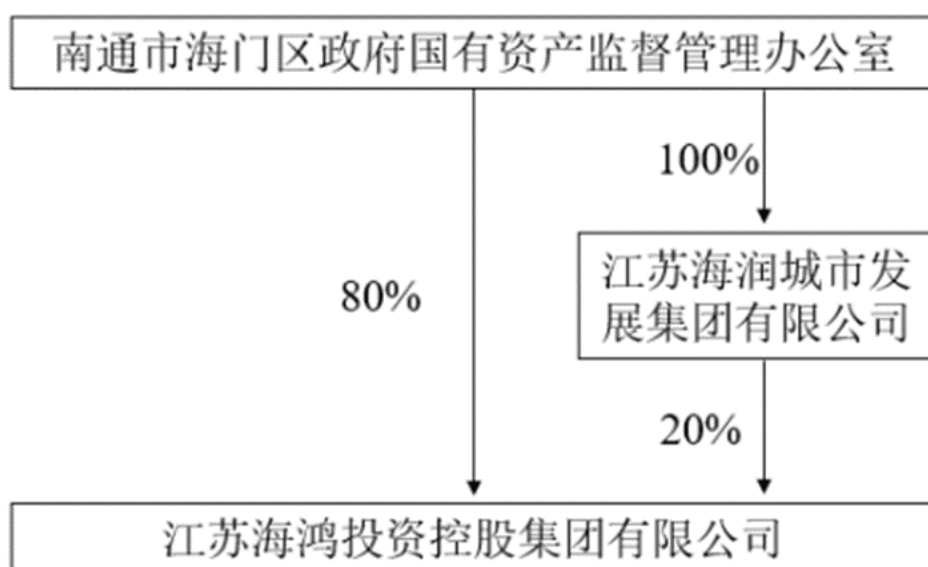 南通市海门区政府国有资产监督管理办公室
100%
江苏海润城市发
展集团有限公司
80%
20%
江苏海鸿投资控股集团有限公司